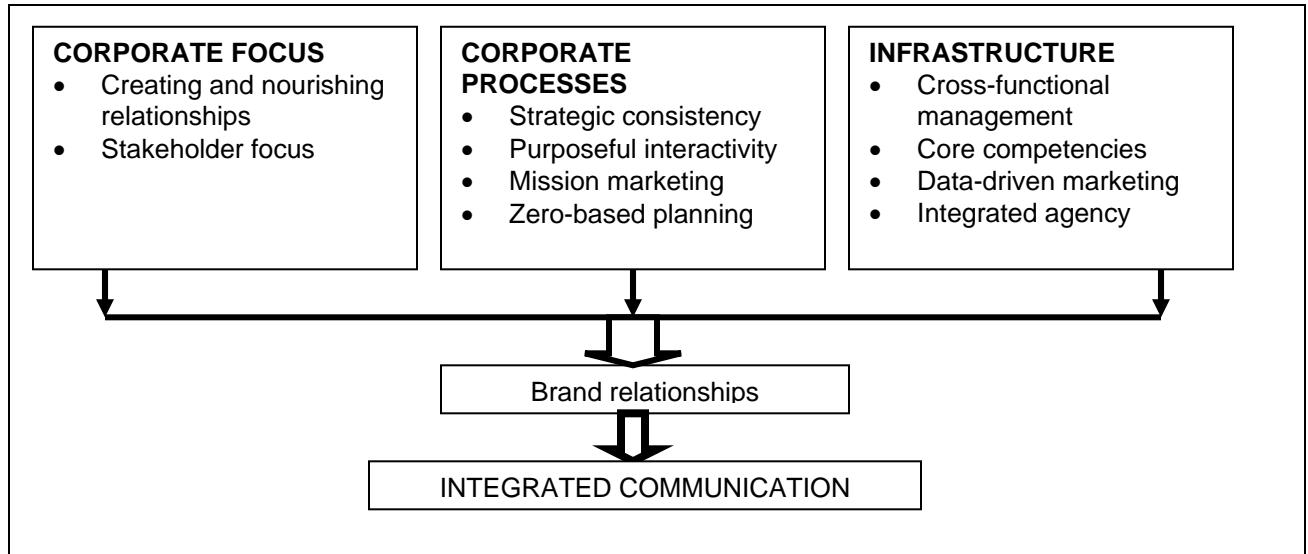 CORPORATE FOCUS
• Creating and nourishing
relationships
• Stakeholder focus
CORPORATE
PROCESSES
• Strategic consistency
• Purposeful interactivity
• Mission marketing
• Zero-based planning
INFRASTRUCTURE
• Cross-functional
management
• Core competencies
• Data-driven marketing
• Integrated agency
Brand relationships
INTEGRATED COMMUNICATION